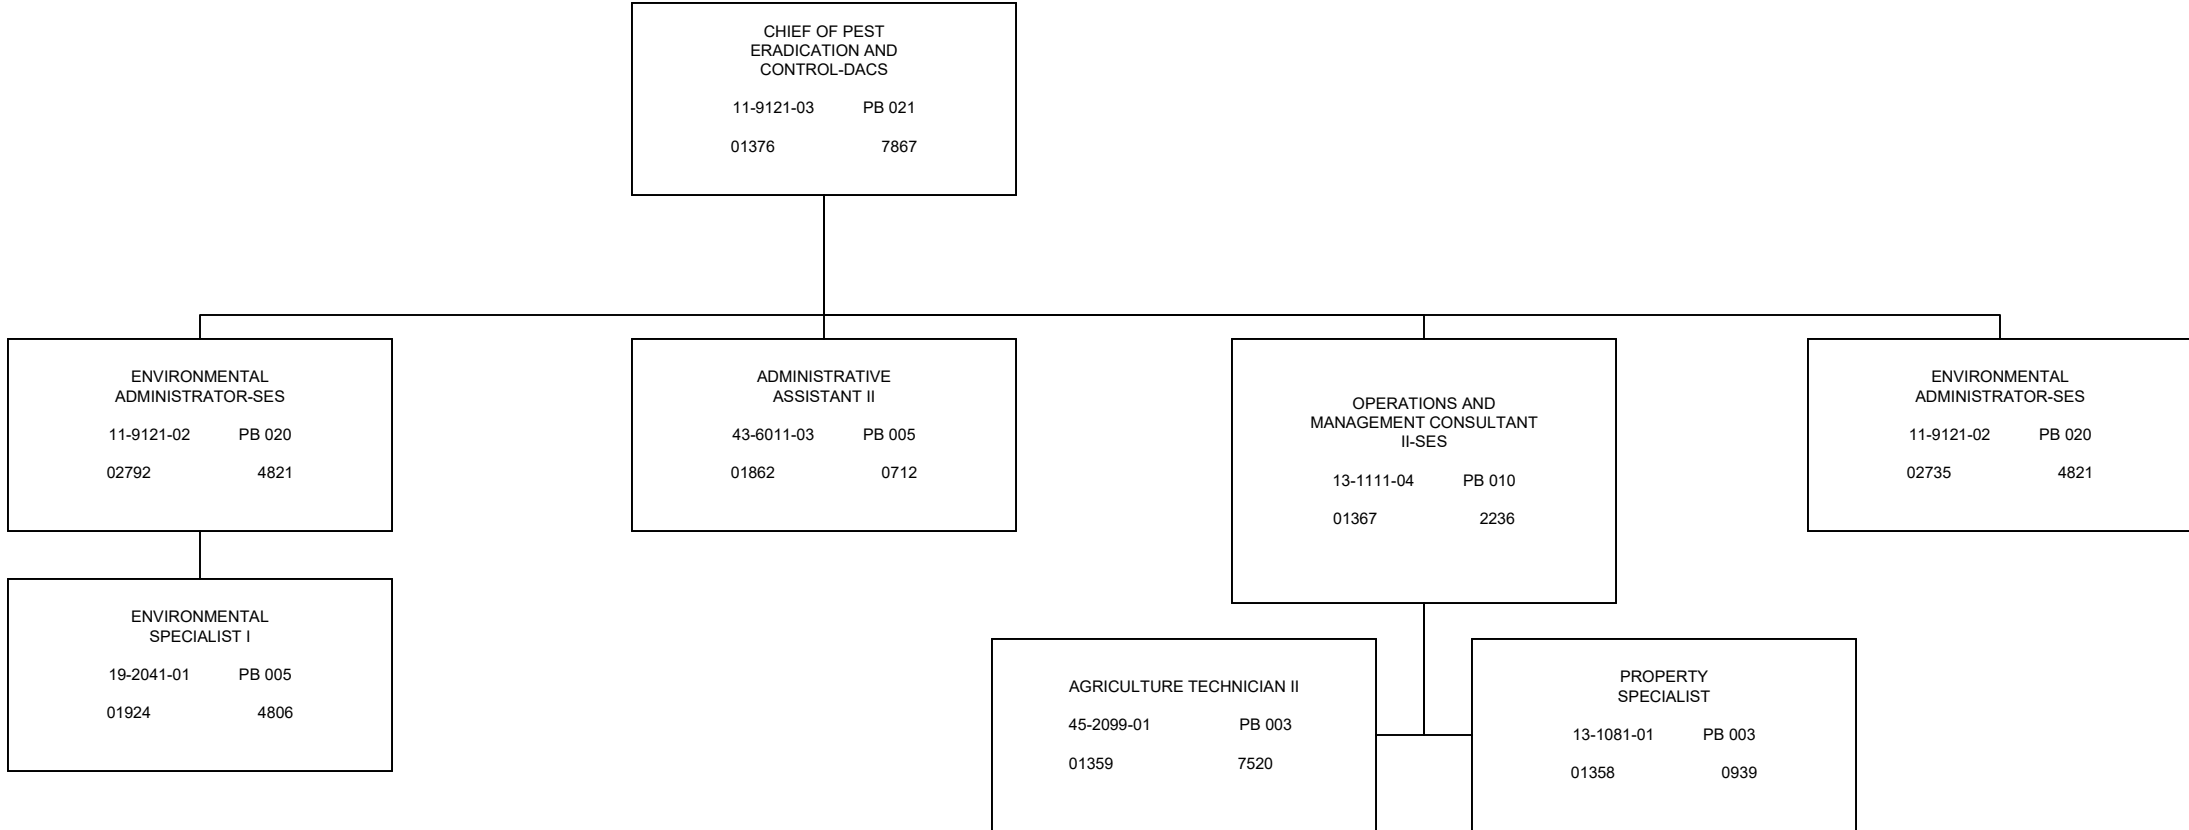 CHIEF OF PEST
ERADICATION AND
CONTROL-DACS
11-9121-03 PB 021
01376 7867
ENVIRONMENTAL
ADMINISTRATOR-SES
11-9121-02 PB 020
02792 4821
ADMINISTRATIVE
ASSISTANT II
43-6011-03 PB 005
01862 0712
OPERATIONS AND
MANAGEMENT CONSULTANT
II-SES
13-1111-04 PB 010
01367 2236
ENVIRONMENTAL
ADMINISTRATOR-SES
11-9121-02 PB 020
02735 4821
ENVIRONMENTAL
SPECIALIST I
19-2041-01 PB 005
01924 4806
AGRICULTURE TECHNICIAN II
45-2099-01 PB 003
01359 7520
PROPERTY
SPECIALIST
13-1081-01 PB 003
01358 0939